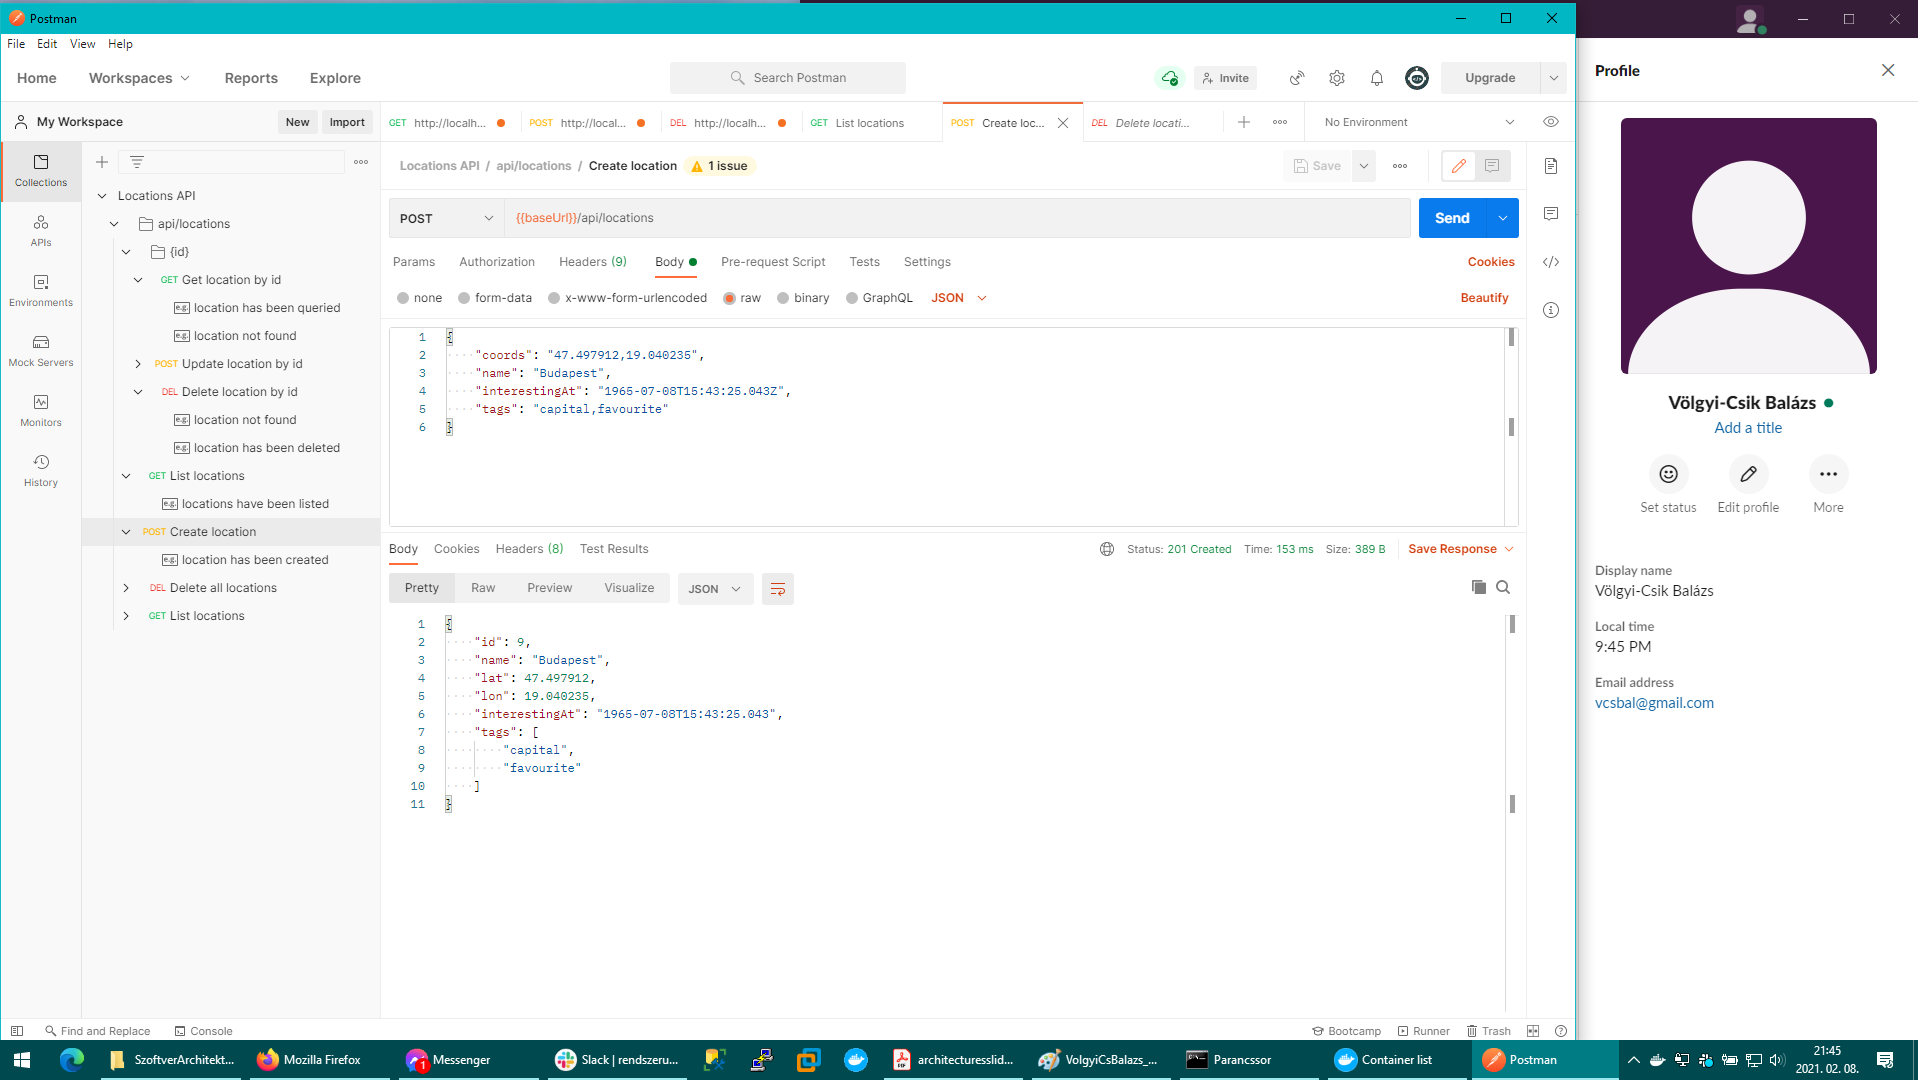 Postman
File Edit View Help
Home Workspaces Reports Explore
Search Postman
Invite
Upgrade
My Workspace New Import
GET http://localh...
POST http://local...
DEL http://localh...
GET List locations
POST Create loc...
DEL Delete locati...
No Environment
Collections
APIs
Environments
Mock Servers
Monitors
History
Locations API
api/locations
{id}
GET Get location by id
e.g. location has been queried
e.g. location not found
POST Update location by id
DEL Delete location by id
e.g. location not found
e.g. location has been deleted
GET List locations
e.g. locations have been listed
POST Create location
e.g. location has been created
DEL Delete all locations
GET List locations
Locations API / api/locations / Create location 1 issue
Save
POST {{baseUrl}}/api/locations
Send
Params Authorization Headers (9) Body Pre-request Script Tests Settings
Cookies
none form-data x-www-form-urlencoded raw binary GraphQL JSON
Beautify
1 {
2 "coords": "47.497912,19.040235",
3 "name": "Budapest",
4 "interestingAt": "1965-07-08T15:43:25.043Z",
5 "tags": "capital,favourite"
6 }
Body Cookies Headers (8) Test Results
Status: 201 Created Time: 153 ms Size: 389 B Save Response
Pretty Raw Preview Visualize JSON
1 {
2 "id": 9,
3 "name": "Budapest",
4 "lat": 47.497912,
5 "lon": 19.040235,
6 "interestingAt": "1965-07-08T15:43:25.043",
7 "tags": [
8 "capital",
9 "favourite"
10 ]
11 }
Find and Replace Console
Bootcamp Runner Trash
Profile
Völgyi-Csik Balázs
Add a title
Set status Edit profile More
Display name
Völgyi-Csik Balázs
Local time
9:45 PM
Email address
vcsbal@gmail.com
SzoftverArchitekt...
Mozilla Firefox
1
Messenger
Slack | rendszeru...
architecturesslid...
VolgyiCsBalazs_...
Parancssor
Container list
Postman
21:45
2021. 02. 08.